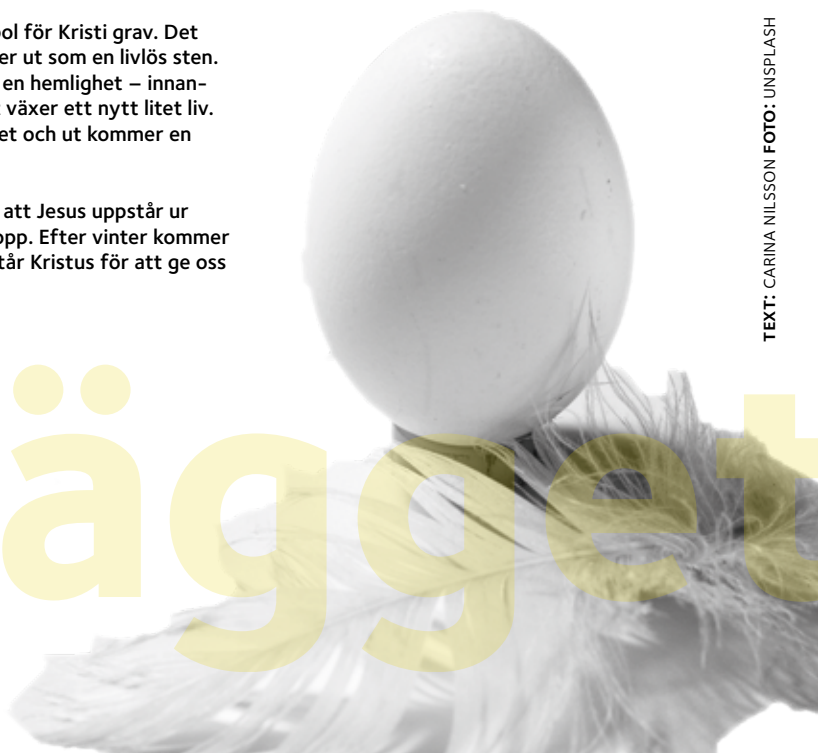 ol för Kristi grav. Det
er ut som en livlös sten.
en hemlighet – innan-
växer ett nytt litet liv.
et och ut kommer en
att Jesus uppstår ur
opp. Efter vinter kommer
tår Kristus för att ge oss
TEXT: CARINA NILSSON FOTO: UNSPLASH
ägget